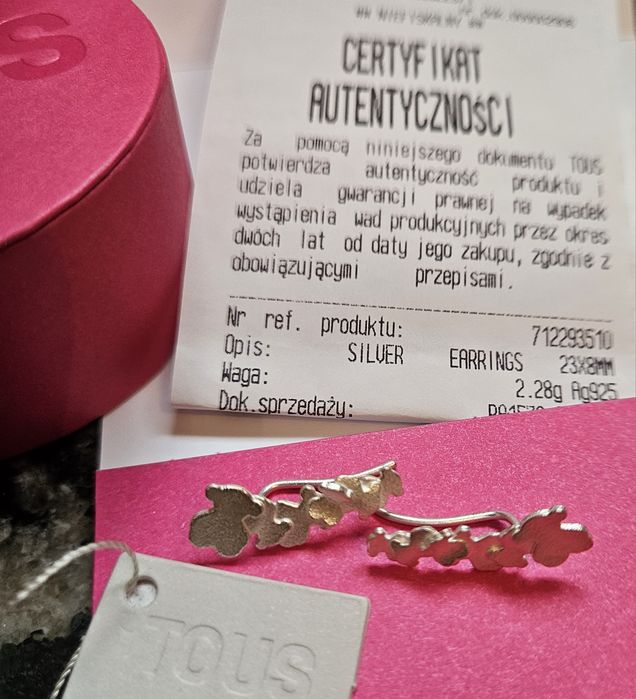 CERTYFIKAT
AUTENTYCZNOŚCI
Za pomocą niniejszego dokumentu TOUS
potwierdza autentyczność produktu i
udziela gwarancji prawnej na wypadek
wystąpienia wad produkcyjnych przez okres
dwóch lat od daty jego zakupu, zgodnie z
obowiązującymi przepisami.
Nr ref. produktu: 712293510
Opis: SILVER EARRINGS 23X8MM
Waga: 2.28g Ag925
Dok.sprzedaży:
TOUS